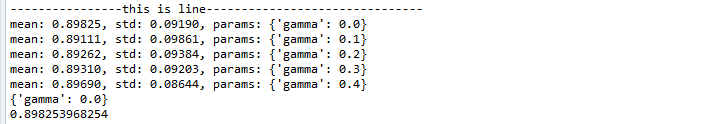 ----------------this is line-------------------------------
mean: 0.89825, std: 0.09190, params: {'gamma': 0.0}
mean: 0.89111, std: 0.09861, params: {'gamma': 0.1}
mean: 0.89262, std: 0.09384, params: {'gamma': 0.2}
mean: 0.89310, std: 0.09203, params: {'gamma': 0.3}
mean: 0.89690, std: 0.08644, params: {'gamma': 0.4}
{'gamma': 0.0}
0.898253968254